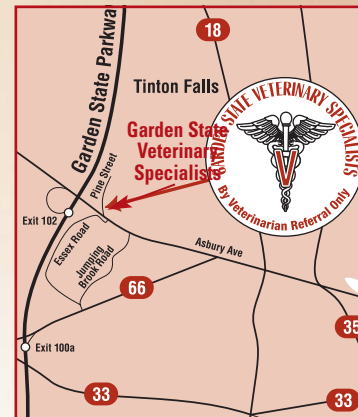 18
Garden State Parkway
Tinton Falls
Garden State
Veterinary
Specialists
GARDEN STATE VETERINARY SPECIALISTS
V
By Veterinarian Referral Only
Pine Street
Exit 102
Essex Road
Jumping
Brook Road
Asbury Ave
66
35
Exit 100a
33
33